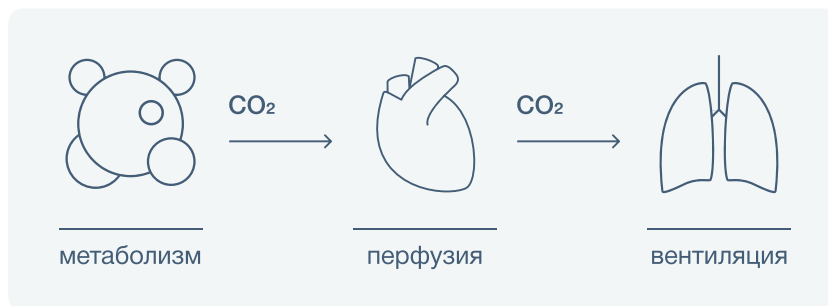 CO₂
CO₂
метаболизм
перфузия
вентиляция